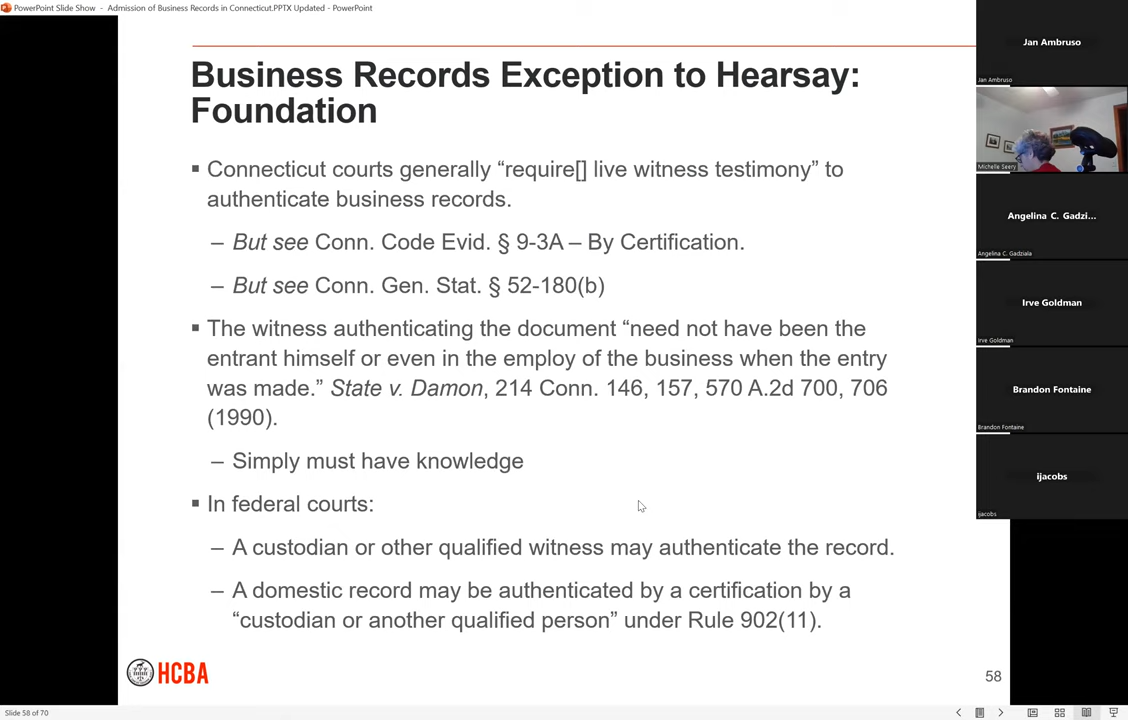 PowerPoint Slide Show - Admission of Business Records in Connecticut.PPTX Updated - PowerPoint
Business Records Exception to Hearsay:
Foundation
▪ Connecticut courts generally “require[] live witness testimony” to
authenticate business records.
– But see Conn. Code Evid. § 9-3A – By Certification.
– But see Conn. Gen. Stat. § 52-180(b)
▪ The witness authenticating the document “need not have been the
entrant himself or even in the employ of the business when the entry
was made.” State v. Damon, 214 Conn. 146, 157, 570 A.2d 700, 706
(1990).
– Simply must have knowledge
▪ In federal courts:
– A custodian or other qualified witness may authenticate the record.
– A domestic record may be authenticated by a certification by a
“custodian or another qualified person” under Rule 902(11).
HCBA
58
Slide 58 of 70
Jan Ambruso
Jan Ambruso
Michelle Seery
Angelina C. Gadzi...
Angelina C. Gadziala
Irve Goldman
Irve Goldman
Brandon Fontaine
Brandon Fontaine
ijacobs
ijacobs